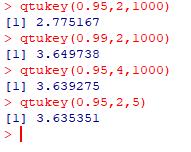 > qtukey(0.95,2,1000)
[1] 2.775167
> qtukey(0.99,2,1000)
[1] 3.649738
> qtukey(0.95,4,1000)
[1] 3.639275
> qtukey(0.95,2,5)
[1] 3.635351
>